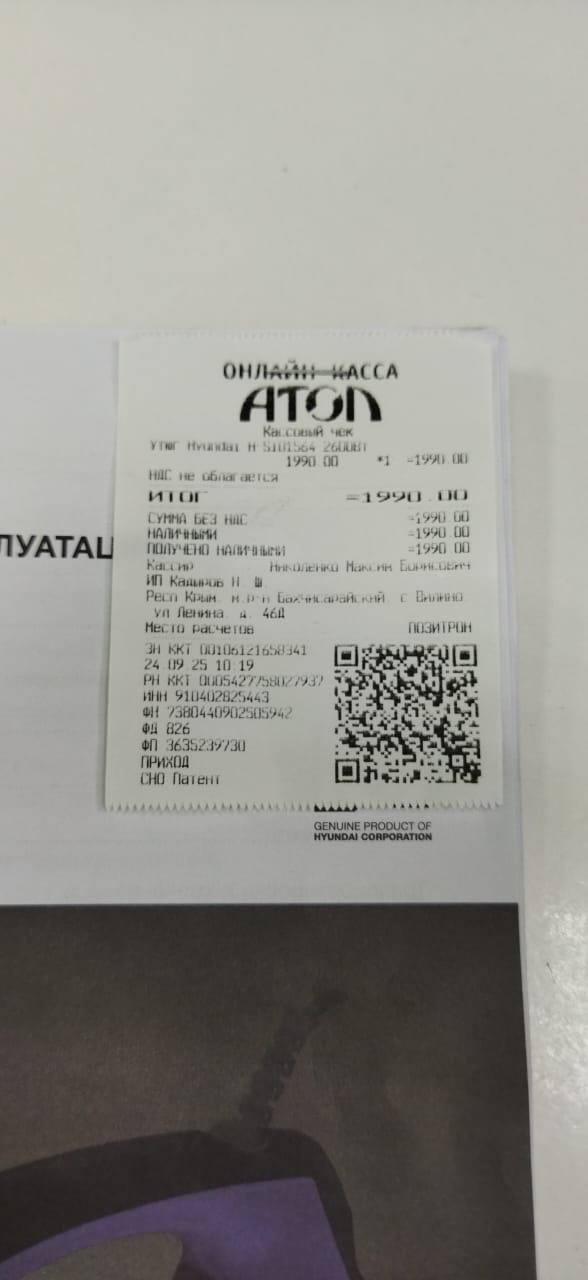 ОНЛАЙН-КАССА
АТОЛ
Кассовый чек
Утюг Hyundai H-SI01564 2600Вт
1990.00 *1 =1990.00
НДС не облагается
ИТОГ =1990.00
СУММА БЕЗ НДС =1990.00
НАЛИЧНЫМИ =1990.00
ПОЛУЧЕНО НАЛИЧНЫМИ =1990.00
Кассир Николенко Максим Борисович
ИП Кадыров Н. Ш.
Респ Крым, м.р-н Бахчисарайский, с Вилино,
ул Ленина, д. 46Д
Место расчетов ПОЗИТРОН
ЗН ККТ 00106121658341
24.09.25 10:19
РН ККТ 0005427758027937
ИНН 910402825443
ФН 7380440902505942
ФД 826
ФП 3635239730
ПРИХОД
СНО Патент
ЛУАТАЦ
GENUINE PRODUCT OF
HYUNDAI CORPORATION